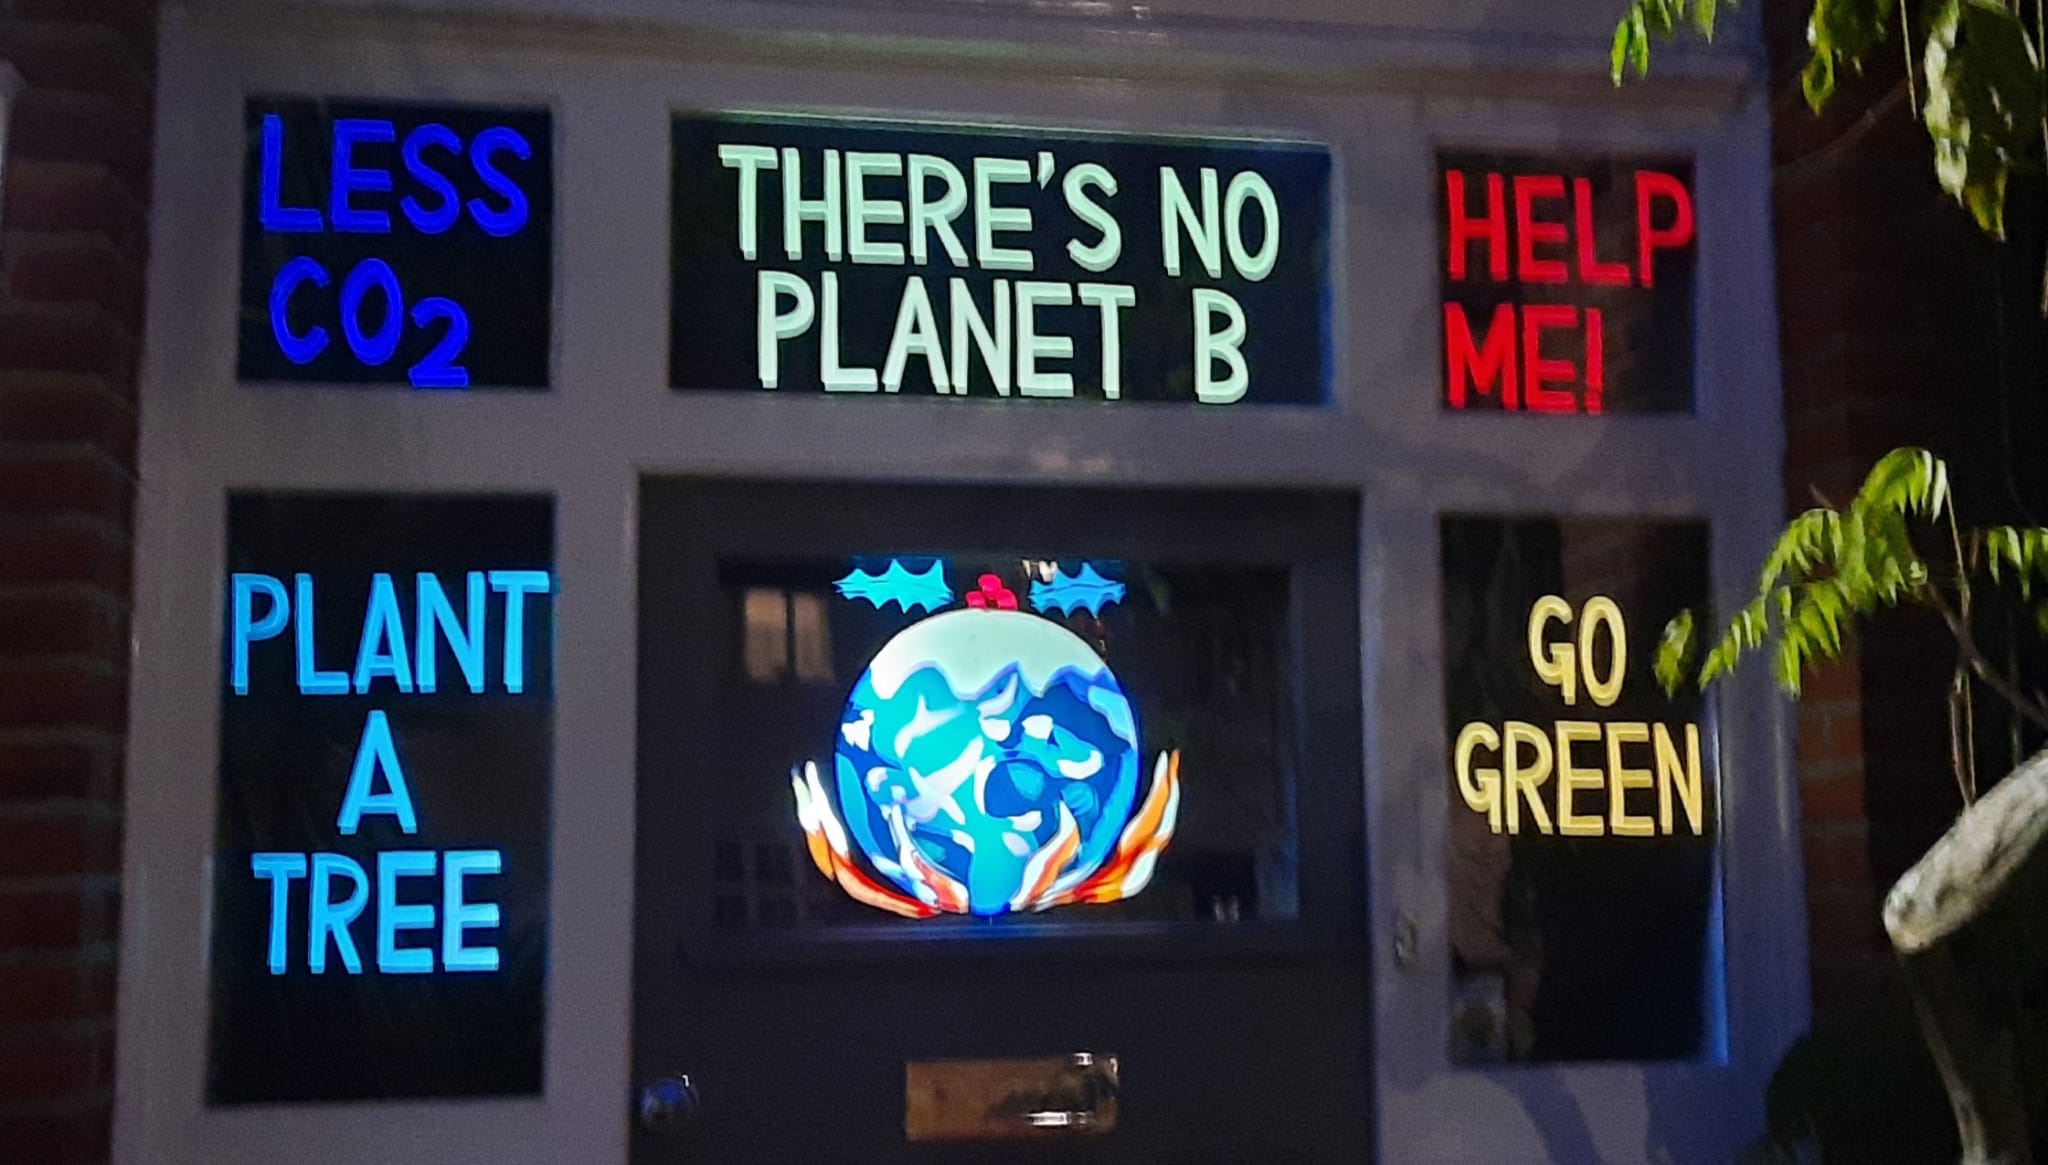 LESS
CO₂
THERE'S NO
PLANET B
HELP
ME!
PLANT
A
TREE
GO
GREEN